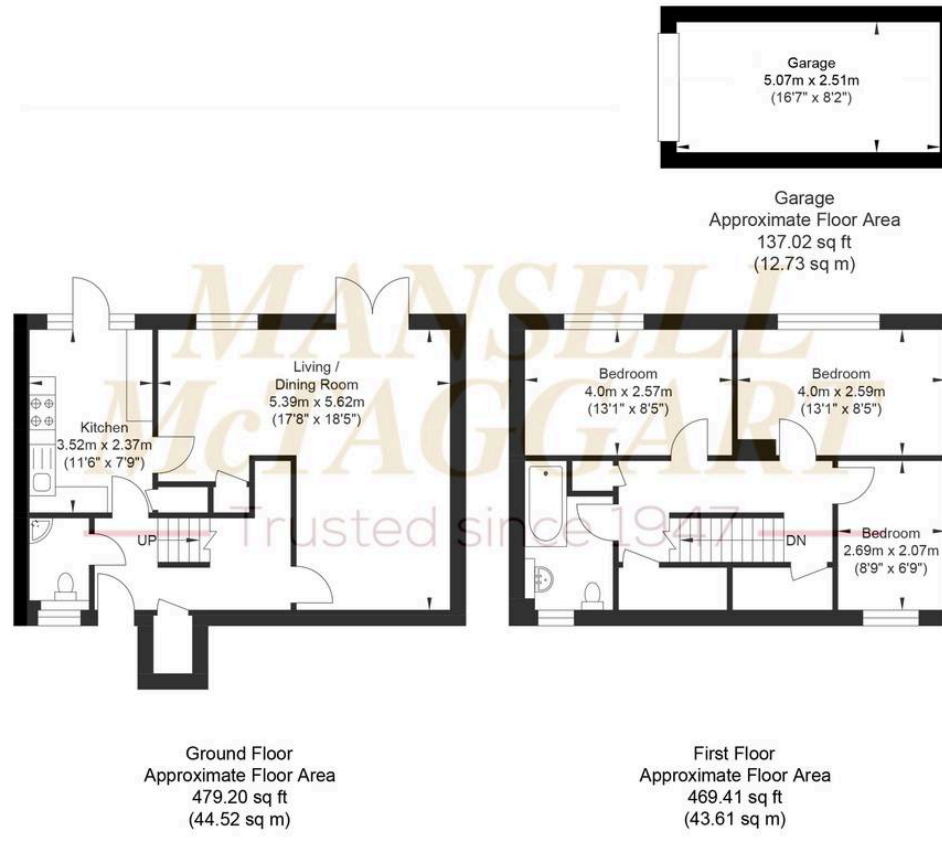 Garage
5.07m x 2.51m
(16'7" x 8'2")
Garage
Approximate Floor Area
137.02 sq ft
(12.73 sq m)
MANSELL
McTAGGART
Trusted since 1947
Living /
Dining Room
5.39m x 5.62m
(17'8" x 18'5")
Kitchen
3.52m x 2.37m
(11'6" x 7'9")
UP
Bedroom
4.0m x 2.57m
(13'1" x 8'5")
Bedroom
4.0m x 2.59m
(13'1" x 8'5")
DN
Bedroom
2.69m x 2.07m
(8'9" x 6'9")
Ground Floor
Approximate Floor Area
479.20 sq ft
(44.52 sq m)
First Floor
Approximate Floor Area
469.41 sq ft
(43.61 sq m)